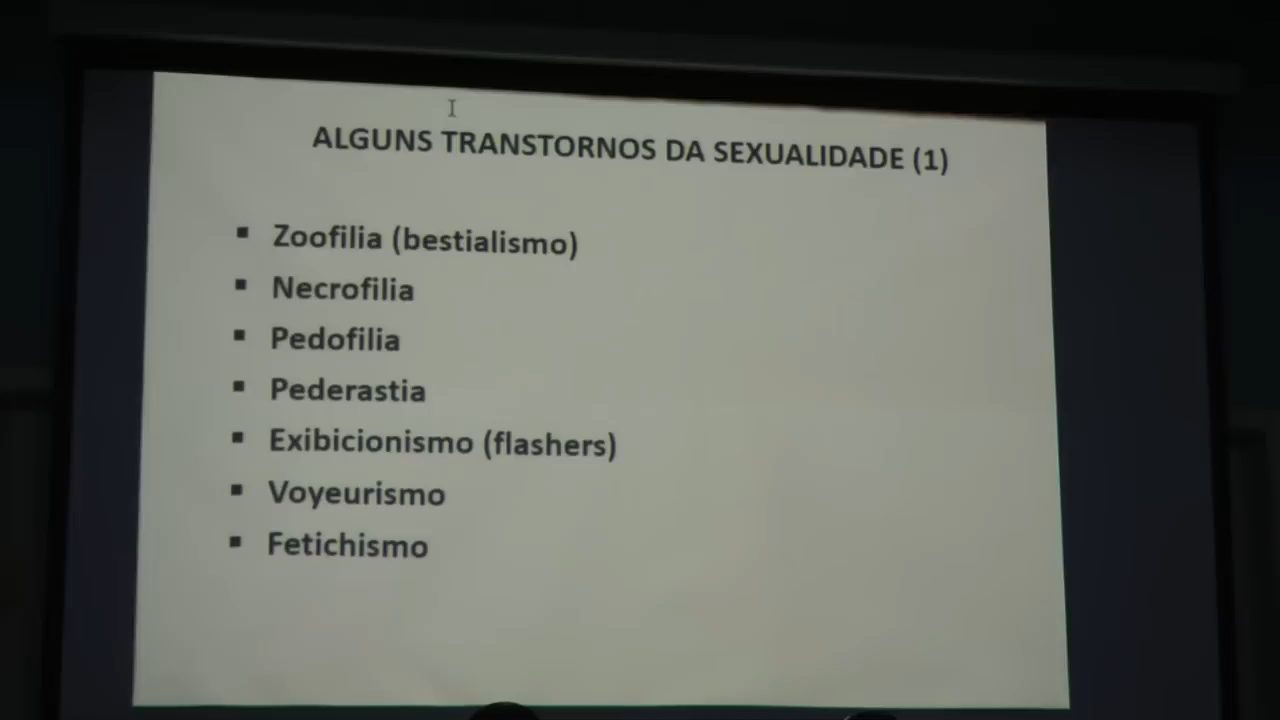 ALGUNS TRANSTORNOS DA SEXUALIDADE (1)
▪ Zoofilia (bestialismo)
▪ Necrofilia
▪ Pedofilia
▪ Pederastia
▪ Exibicionismo (flashers)
▪ Voyeurismo
▪ Fetichismo